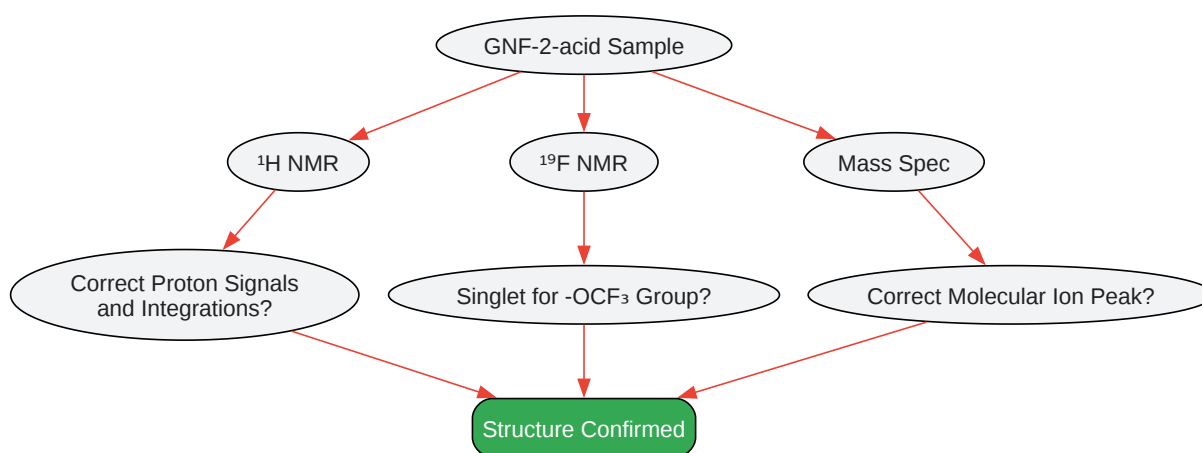 GNF-2-acid Sample
¹H NMR
¹⁹F NMR
Mass Spec
Correct Proton Signals
and Integrations?
Singlet for -OCF₃ Group?
Correct Molecular Ion Peak?
Structure Confirmed